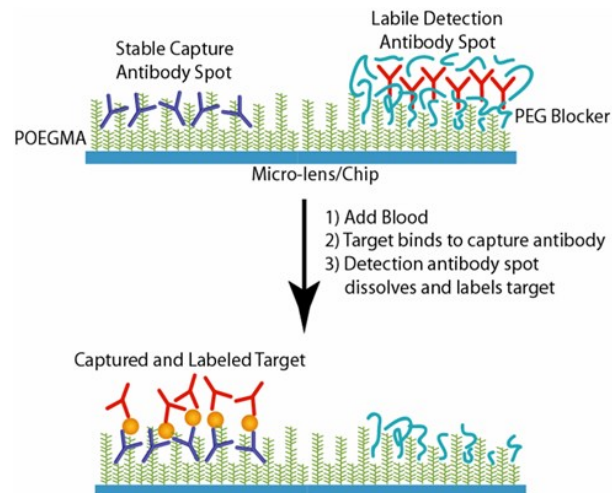 Labile Detection
Antibody Spot
Stable Capture
Antibody Spot
PEG Blocker
POEGMA
Micro-lens/Chip
1) Add Blood
2) Target binds to capture antibody
3) Detection antibody spot
dissolves and labels target
Captured and Labeled Target